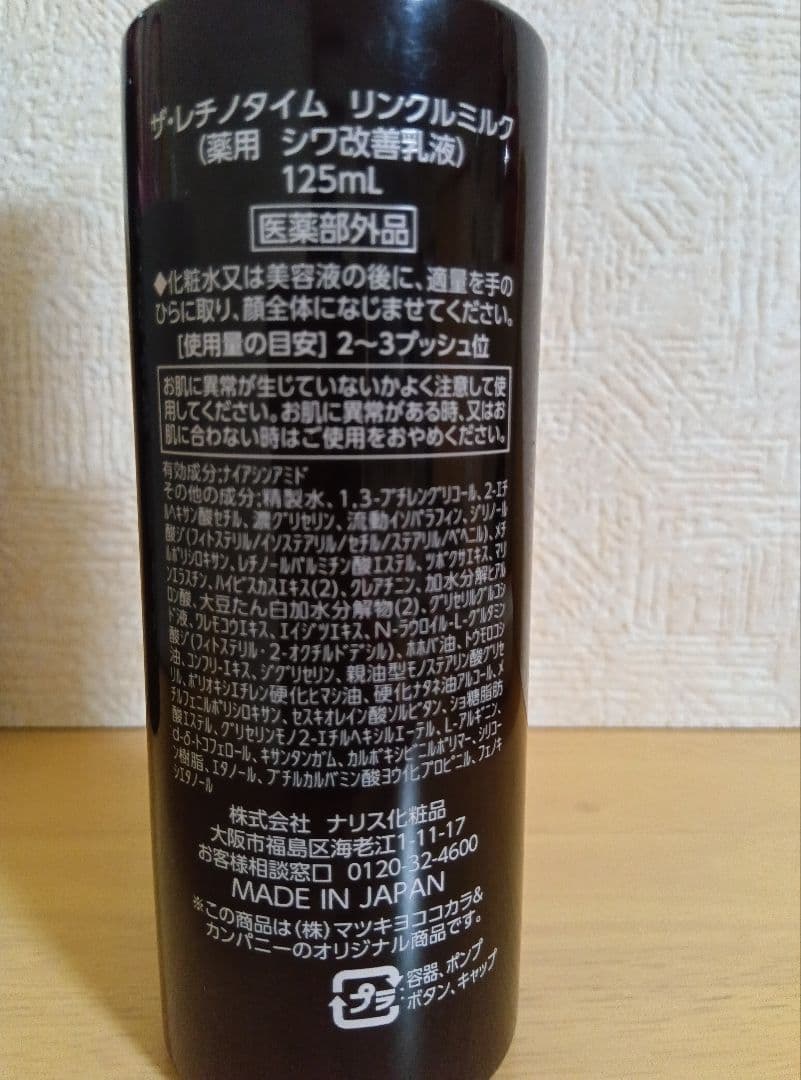 ザ・レチノタイム リンクルミルク
(薬用 シワ改善乳液)
125mL
医薬部外品
◆化粧水又は美容液の後に、適量を手の
ひらに取り、顔全体になじませてください。
[使用量の目安] 2〜3プッシュ位
お肌に異常が生じていないかよく注意して使
用してください。お肌に異常がある時、又はお
肌に合わない時はご使用をおやめください。
有効成分:ナイアシンアミド
その他の成分:精製水、1,3-ブチレングリコール、2-エチ
ルヘキサン酸セチル、濃グリセリン、流動イソパラフィン、ジリノール
酸ジ(フィトステリル/イソステアリル/セチル/ステアリル/ベヘニル)、メチ
ルポリシロキサン、レチノールパルミチン酸エステル、ツボクサエキス、マリ
ンエラスチン、ハイビスカスエキス(2)、クレアチン、加水分解ヒアル
ロン酸、大豆たん白加水分解物(2)、グリセリルグルコシ
ド液、ワレモコウエキス、エイジツエキス、N-ラウロイル-L-グルタミン
酸ジ(フィトステリル・2-オクチルドデシル)、ホホバ油、トウモロコシ
油、コンフリーエキス、ジグリセリン、親油型モノステアリン酸グリセ
リル、ポリオキシエチレン硬化ヒマシ油、硬化ナタネ油アルコール、メ
チルフェニルポリシロキサン、セスキオレイン酸ソルビタン、ショ糖脂肪
酸エステル、グリセリンモノ2-エチルヘキシルエーテル、L-アルギニン、
d-δ-トコフェロール、キサンタンガム、カルボキシビニルポリマー、シリコー
ン樹脂、エタノール、ブチルカルバミン酸ヨウ化プロピニル、フェノキ
シエタノール
株式会社 ナリス化粧品
大阪市福島区海老江1-11-17
お客様相談窓口 0120-32-4600
MADE IN JAPAN
※この商品は(株)マツキヨココカラ&
カンパニーのオリジナル商品です。
プラ
:容器、ポンプ
ボタン、キャップ